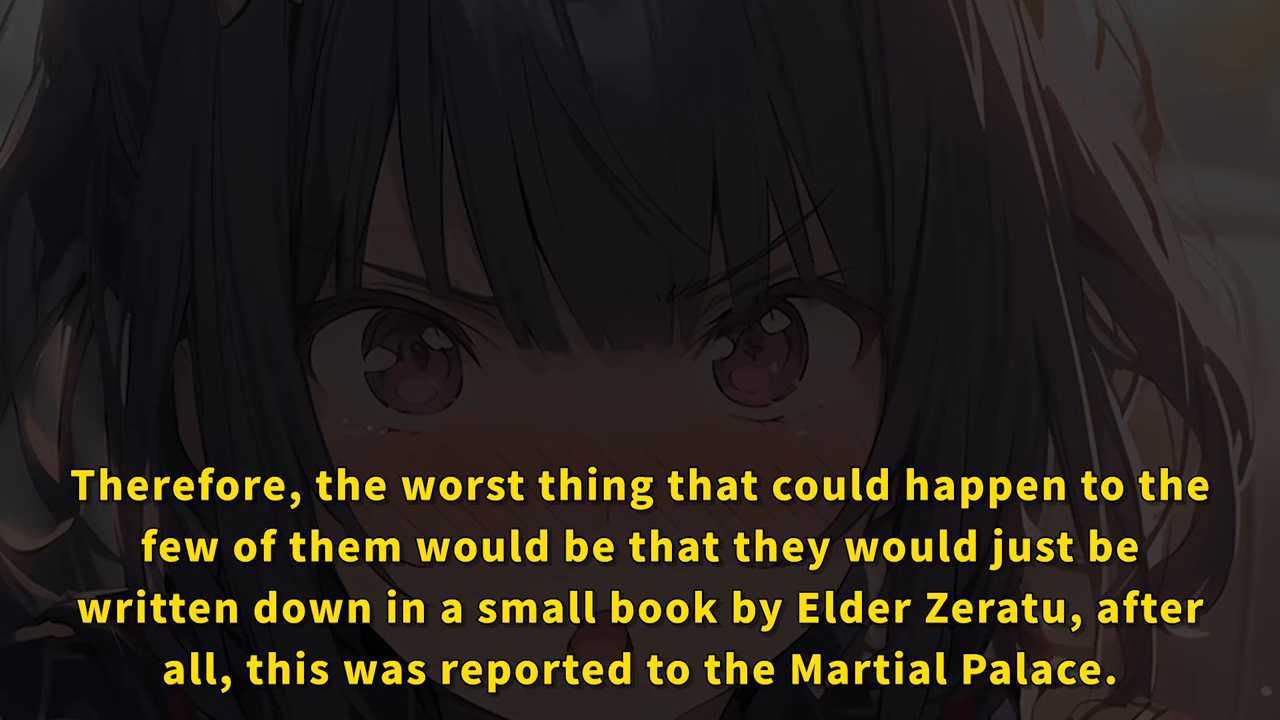 Therefore, the worst thing that could happen to the
few of them would be that they would just be
written down in a small book by Elder Zeratu, after
all, this was reported to the Martial Palace.